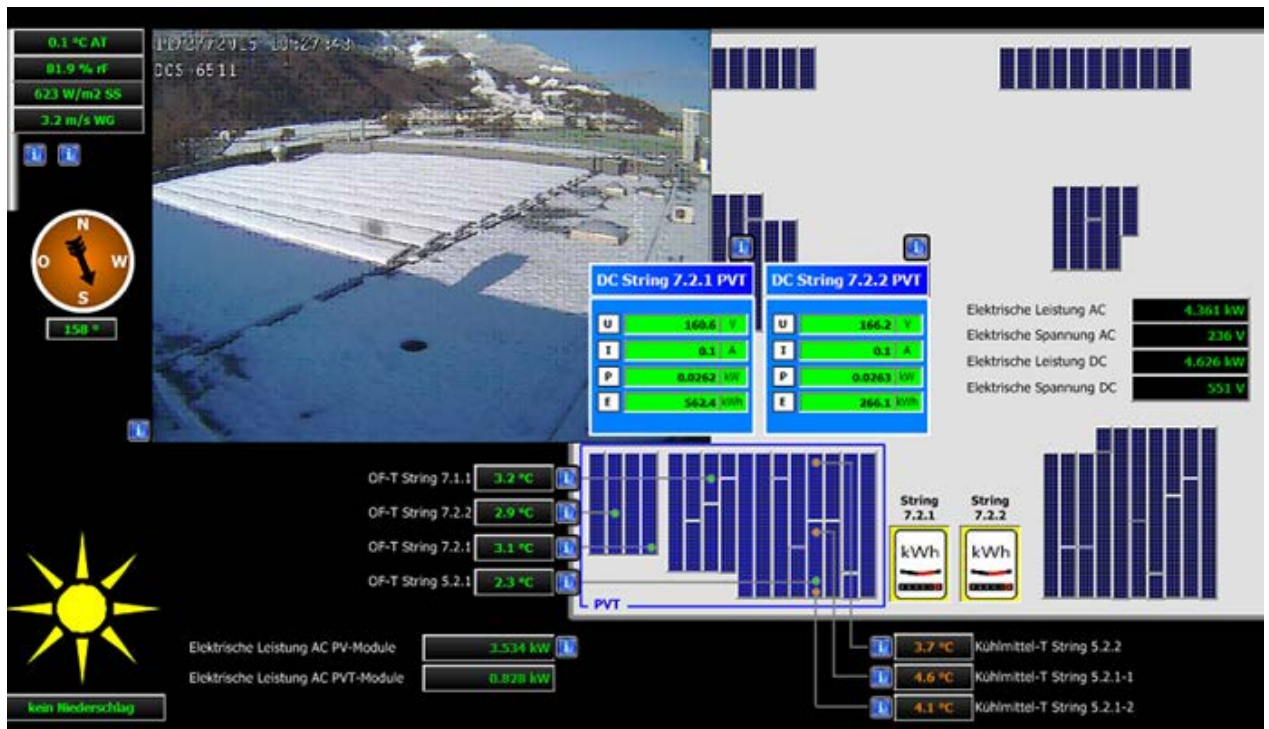 0.1 °C AT
81.9 % rF
623 W/m2 SS
3.2 m/s WG
11/27/2015 10:27:43
DCS-6511
N
O
W
S
158 °
DC String 7.2.1 PVT
U 160.6 V
I 0.1 A
P 0.0262 kW
E 562.4 kWh
DC String 7.2.2 PVT
U 166.2 V
I 0.1 A
P 0.0263 kW
E 266.1 kWh
Elektrische Leistung AC 4.361 kW
Elektrische Spannung AC 236 V
Elektrische Leistung DC 4.626 kW
Elektrische Spannung DC 551 V
OF-T String 7.1.1 3.2 °C
OF-T String 7.2.2 2.9 °C
OF-T String 7.2.1 3.1 °C
OF-T String 5.2.1 2.3 °C
PVT
String
7.2.1
kWh
String
7.2.2
kWh
Elektrische Leistung AC PV-Module 3.534 kW
Elektrische Leistung AC PVT-Module 0.828 kW
3.7 °C Kühlmittel-T String 5.2.2
4.6 °C Kühlmittel-T String 5.2.1-1
4.1 °C Kühlmittel-T String 5.2.1-2
kein Niederschlag